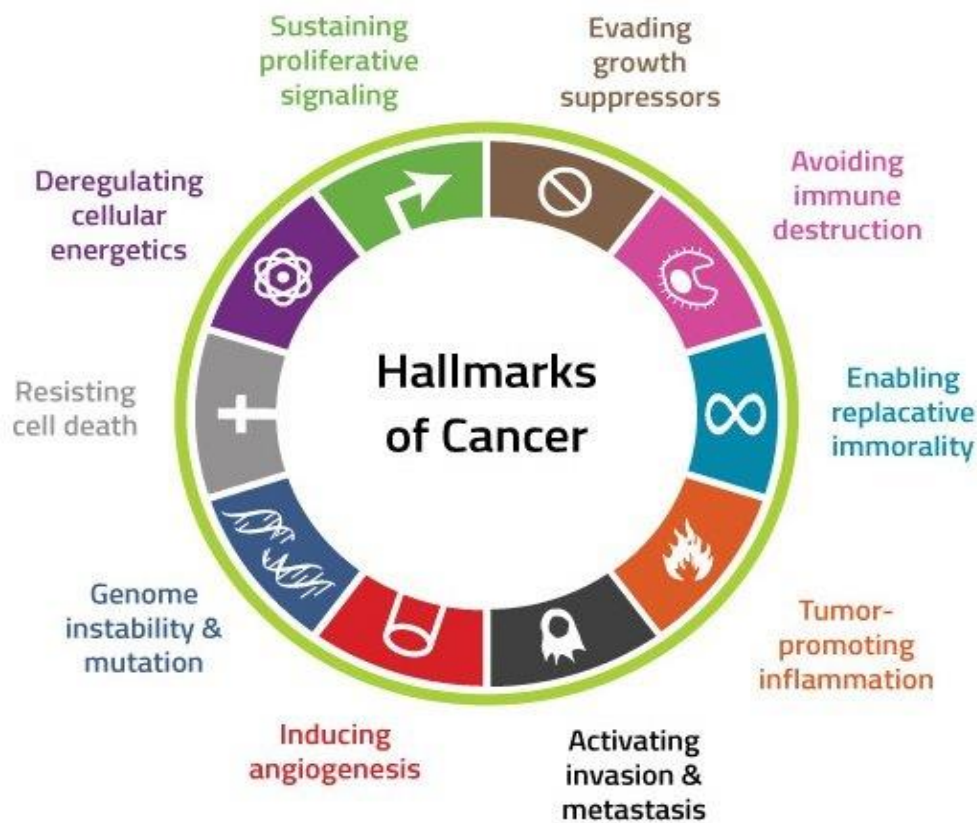 Sustaining
proliferative
signaling
Evading
growth
suppressors
Avoiding
immune
destruction
Deregulating
cellular
energetics
Hallmarks
of Cancer
Resisting
cell death
Enabling
replacative
immorality
Genome
instability &
mutation
Tumor-
promoting
inflammation
Inducing
angiogenesis
Activating
invasion &
metastasis